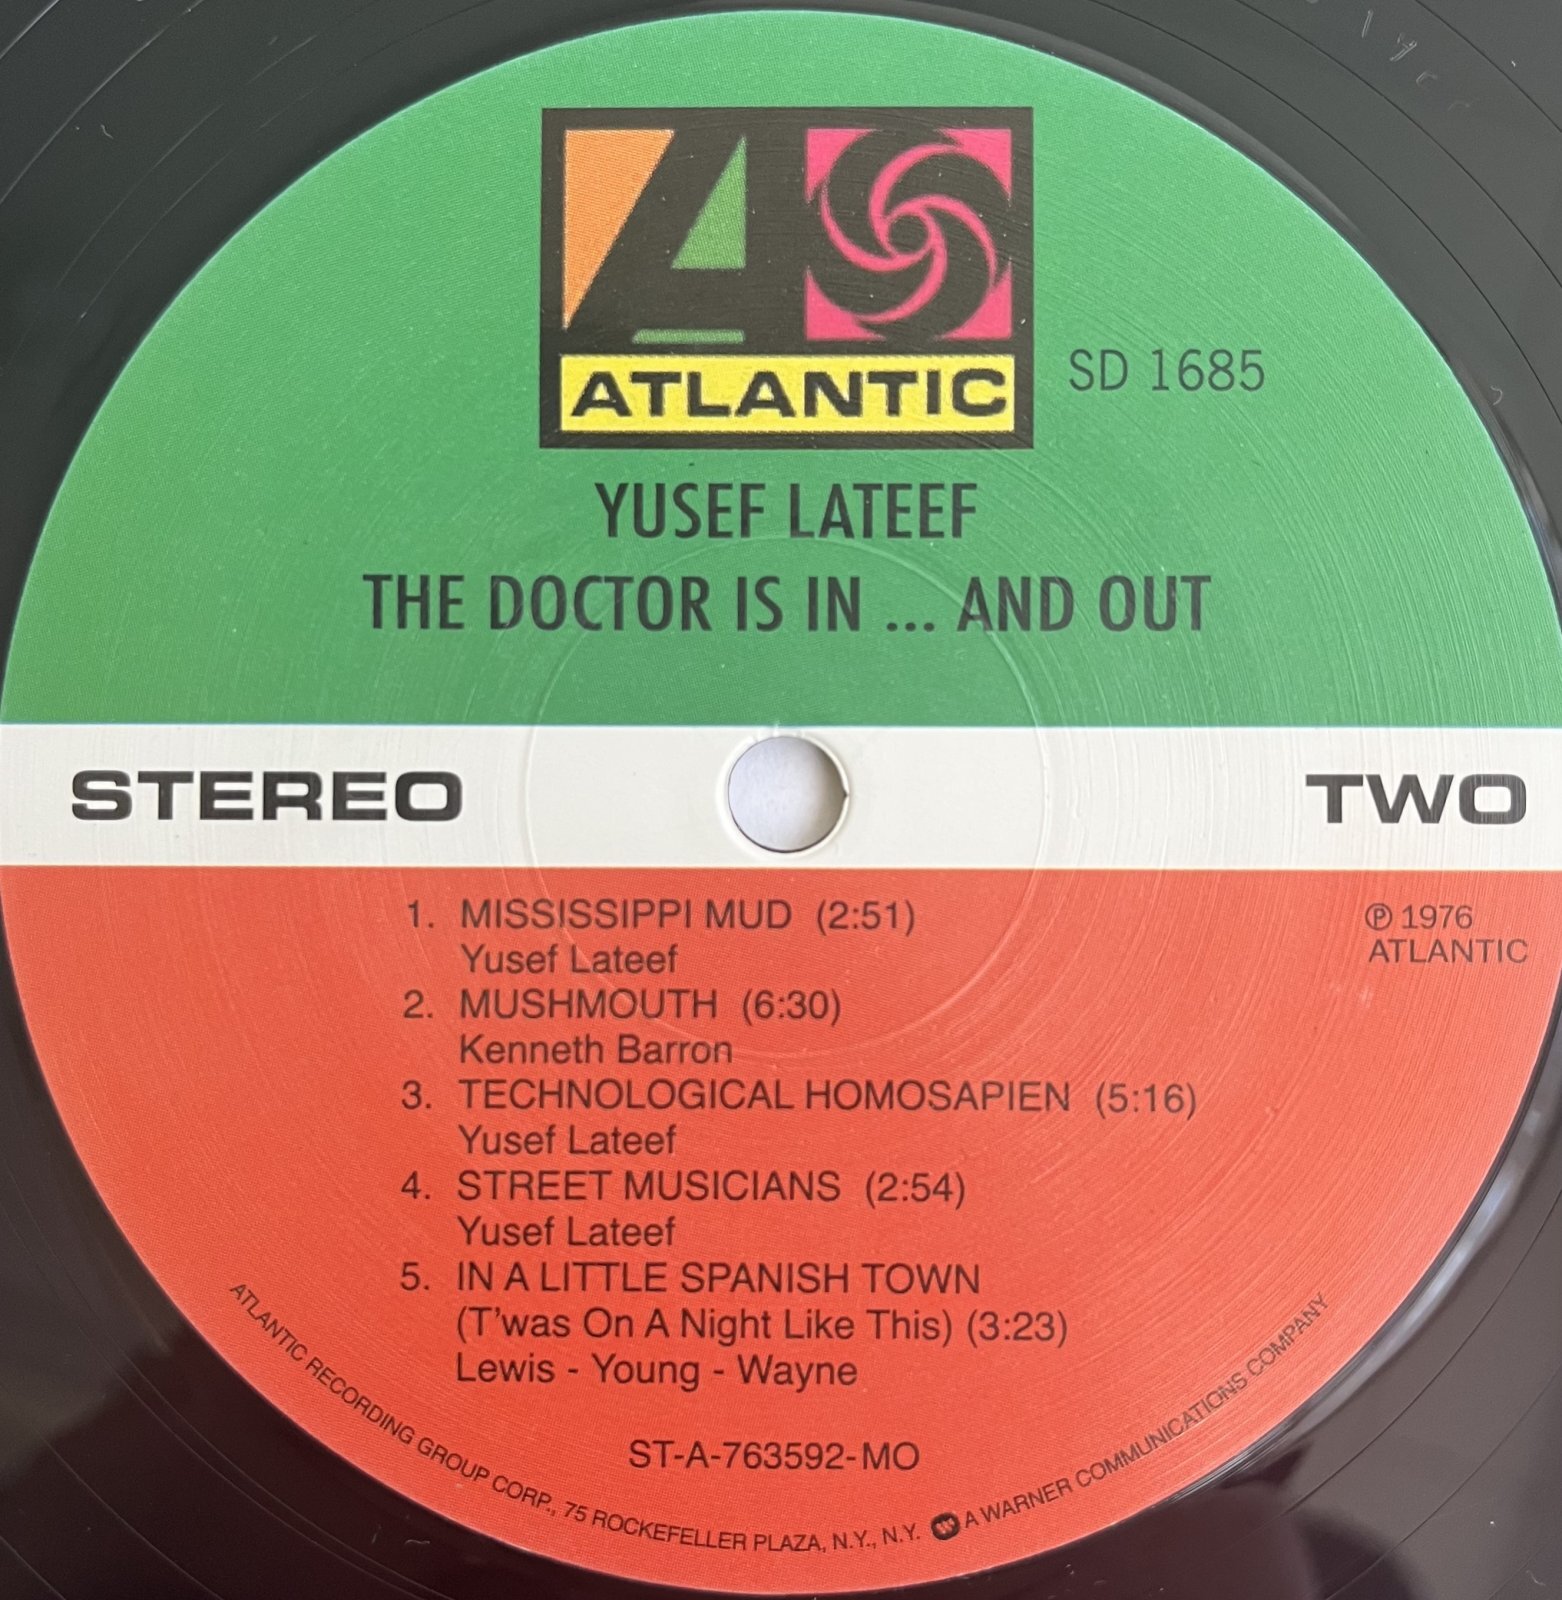 ATLANTIC
SD 1685
YUSEF LATEEF
THE DOCTOR IS IN ... AND OUT
STEREO
TWO
1. MISSISSIPPI MUD (2:51)
Yusef Lateef
℗ 1976
ATLANTIC
2. MUSHMOUTH (6:30)
Kenneth Barron
3. TECHNOLOGICAL HOMOSAPIEN (5:16)
Yusef Lateef
4. STREET MUSICIANS (2:54)
Yusef Lateef
5. IN A LITTLE SPANISH TOWN
(T'was On A Night Like This) (3:23)
Lewis - Young - Wayne
ST-A-763592-MO
ATLANTIC RECORDING GROUP CORP., 75 ROCKEFELLER PLAZA, N.Y., N.Y. A WARNER COMMUNICATIONS COMPANY